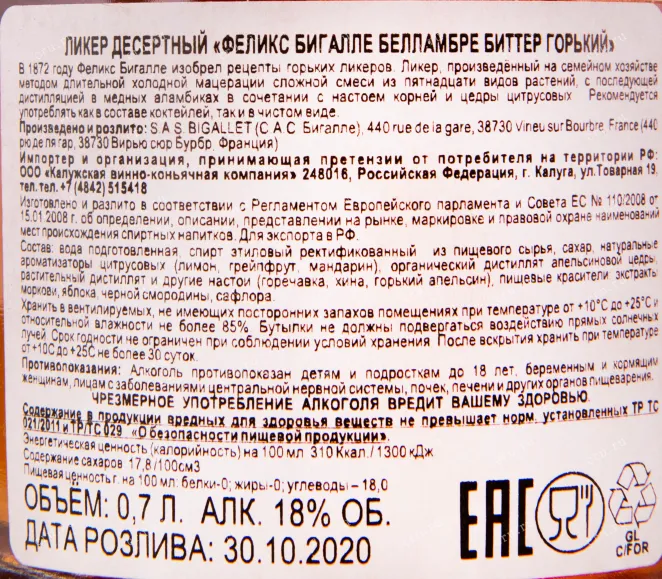 ЛИКЕР ДЕСЕРТНЫЙ «ФЕЛИКС БИГАЛЛЕ БЕЛЛАМБРЕ БИТТЕР ГОРЬКИЙ»
В 1872 году Феликс Бигалле изобрел рецепты горьких ликеров. Ликер, произведённый на семейном хозяйстве
методом длительной холодной мацерации сложной смеси из пятнадцати видов растений, с последующей
дистилляцией в медных аламбиках в сочетании с настоем корней и цедры цитрусовых Рекомендуется
употреблять как в составе коктейлей, так и в чистом виде.
Произведено и розлито: S.A.S. BIGALLET (С А С Бигалле), 440 rue de la gare, 38730 Vineu sur Bourbre France (440
рю де ля гар, 38730 Вирью сюр Бурбр, Франция)
Импортер и организация, принимающая претензии от потребителя на территории РФ:
ООО «Калужская винно-коньячная компания» 248016, Российская Федерация, г. Калуга, ул.Товарная 19,
тел.тел.+7 (4842) 515418
Изготовлено и разлито в соответствии с Регламентом Европейского парламента и Совета ЕС № 110/2008 от
15.01.2008 г. об определении, описании, представлении на рынке, маркировке и правовой охране наименований
мест происхождения спиртных напитков. Для экспорта в РФ.
Состав: вода подготовленная, спирт этиловый ректификованный из пищевого сырья, сахар, натуральные
ароматизаторы цитрусовых (лимон, грейпфрут, мандарин), органический дистиллят апельсиновой цедры,
растительный дистиллят и другие настои (горечавка, хина, горький апельсин), пищевые красители: экстракты
моркови, яблока, черной смородины, сафлора.
Хранить в вентилируемых, не имеющих посторонних запахов помещениях при температуре от +10°С до +25°С и
относительной влажности не более 85%. Бутылки не должны подвергаться воздействию прямых солнечных
лучей. Срок годности не ограничен при соблюдении условий хранения. После вскрытия хранить при температуре
от +10С до +25С не более 30 суток.
Противопоказания: Алкоголь противопоказан детям и подросткам до 18 лет, беременным и кормящим
женщинам, лицам с заболеваниями центральной нервной системы, почек, печени и других органов пищеварения.
ЧРЕЗМЕРНОЕ УПОТРЕБЛЕНИЕ АЛКОГОЛЯ ВРЕДИТ ВАШЕМУ ЗДОРОВЬЮ.
Содержание в продукции вредных для здоровья веществ не превышает норм, установленных ТР ТС
021/2011 и ТР/ТС 029 «О безопасности пищевой продукции».
Энергетическая ценность (калорийность) на 100 мл 310 Ккал./1300 кДж
Содержание сахаров 17,8/100см3
Пищевая ценность г. на 100 мл: белки-0; жиры-0; углеводы – 18,0
ОБЪЁМ: 0,7 Л. АЛК. 18% ОБ.
ДАТА РОЗЛИВА: 30.10.2020
EAC
GL
C/FOR